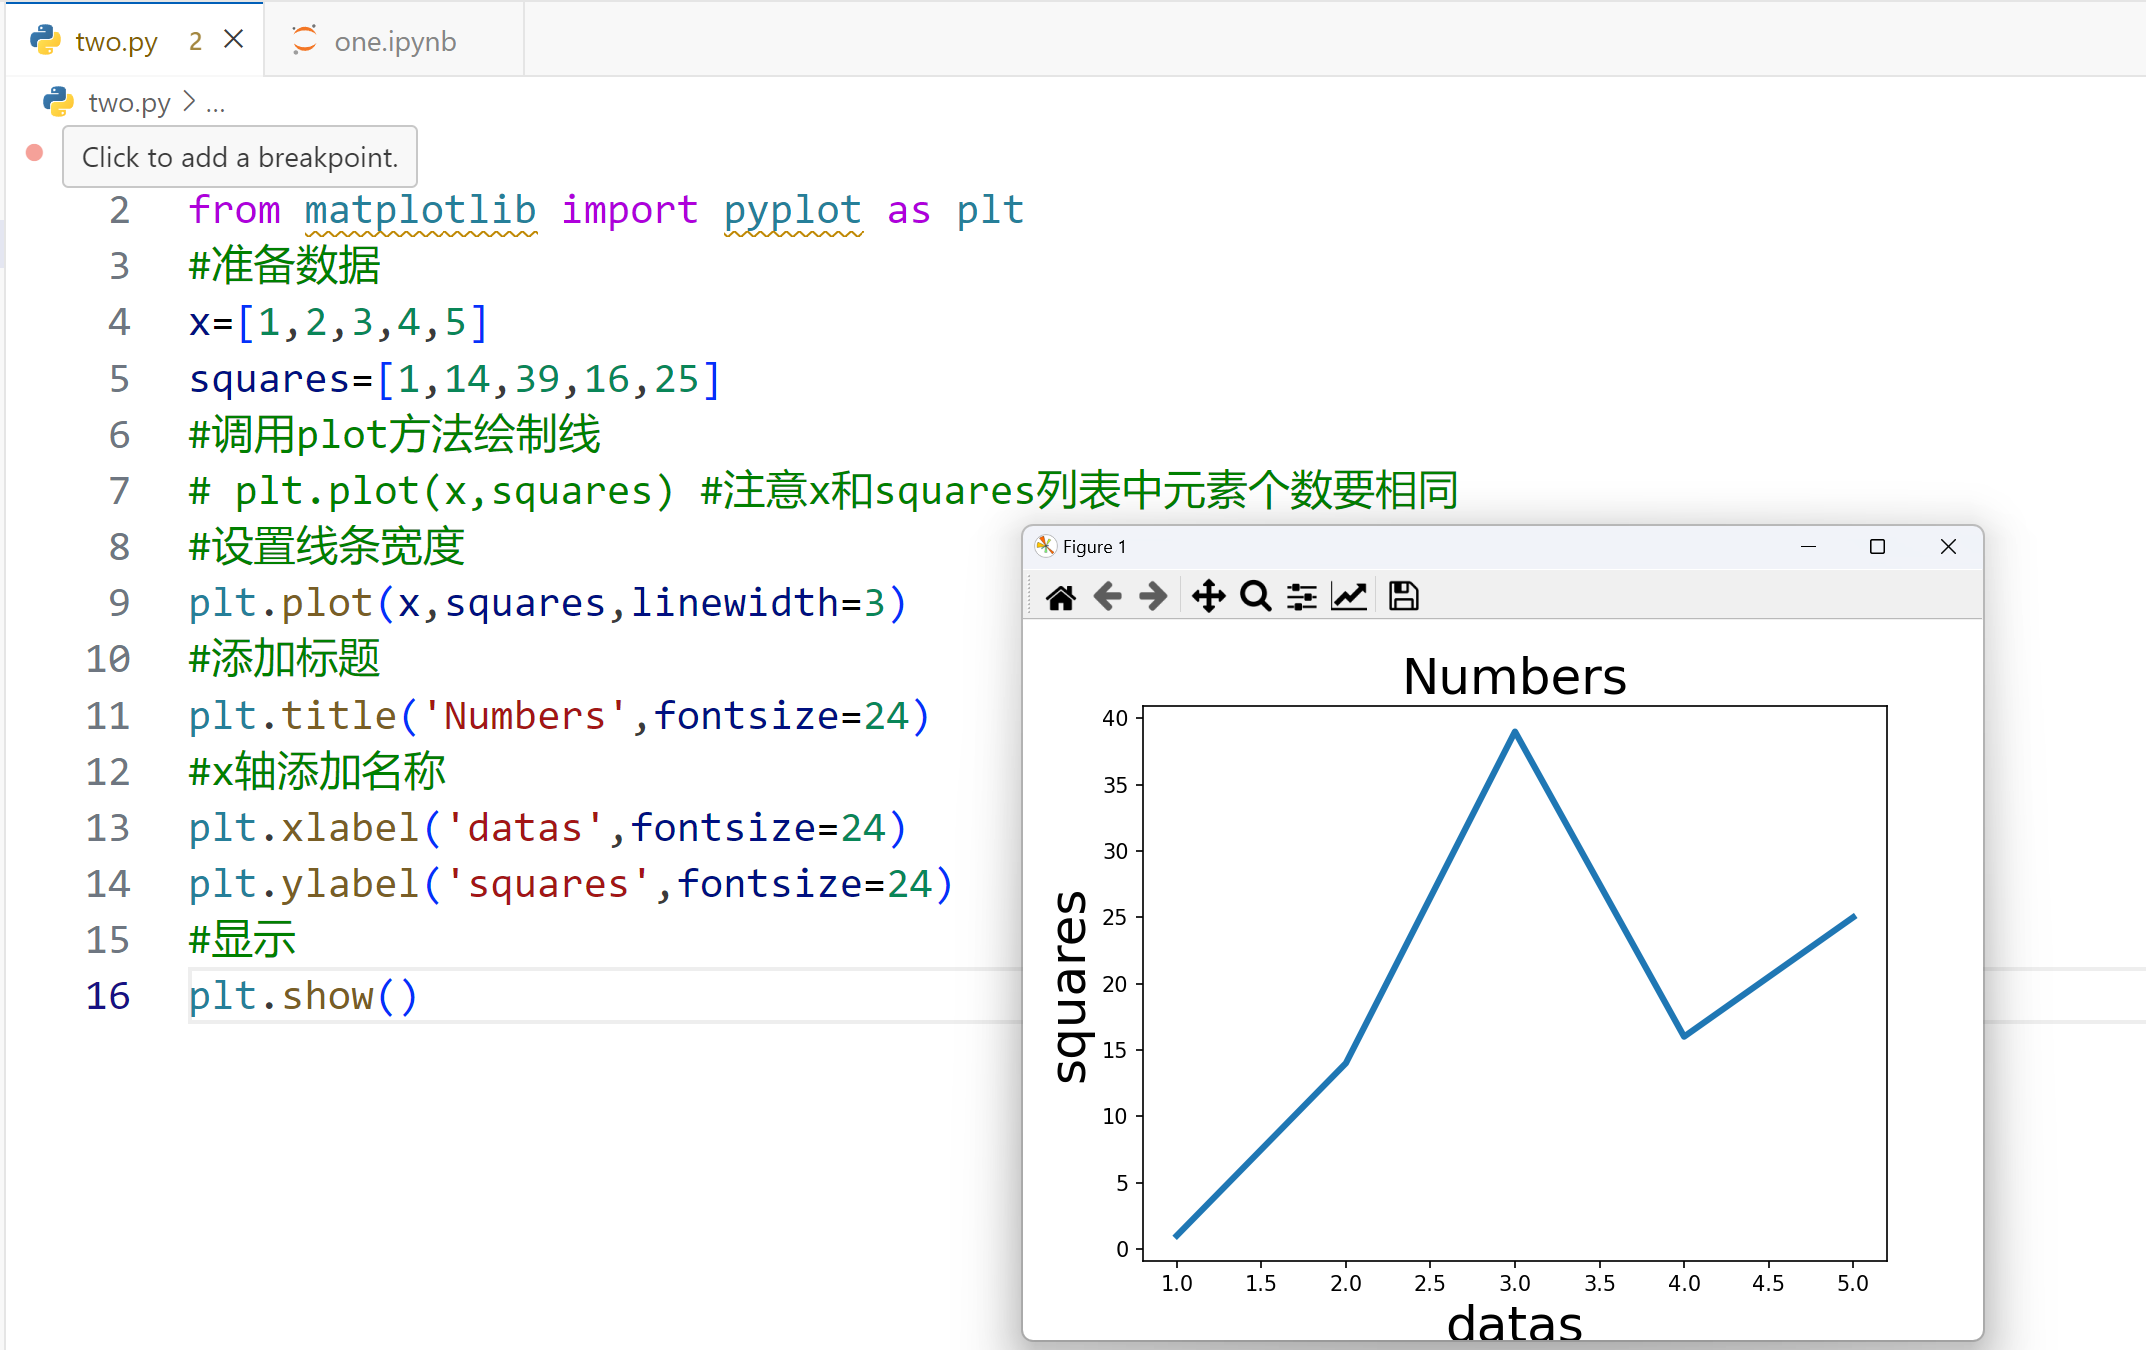 two.py 2
one.ipynb
two.py > ...
Click to add a breakpoint.
2 from matplotlib import pyplot as plt
3 #准备数据
4 x=[1,2,3,4,5]
5 squares=[1,14,39,16,25]
6 #调用plot方法绘制线
7 # plt.plot(x,squares) #注意x和squares列表中元素个数要相同
8 #设置线条宽度
9 plt.plot(x,squares,linewidth=3)
10 #添加标题
11 plt.title('Numbers',fontsize=24)
12 #x轴添加名称
13 plt.xlabel('datas',fontsize=24)
14 plt.ylabel('squares',fontsize=24)
15 #显示
16 plt.show()
Figure 1
Numbers
40
35
30
25
20
15
10
5
0
squares
1.0 1.5 2.0 2.5 3.0 3.5 4.0 4.5 5.0
datas